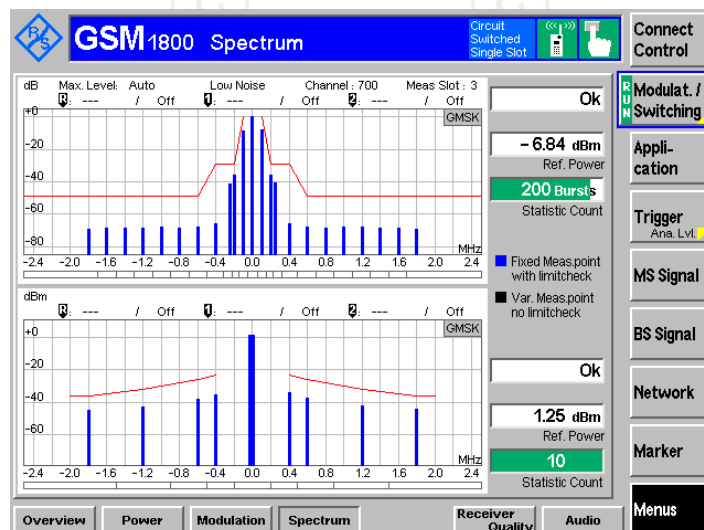 R&S
GSM 1800 Spectrum
Circuit Switched Single Slot
Connect Control
dB Max. Level: Auto Low Noise Channel : 700 Meas Slot : 3
R: --- / Off 1: --- / Off 2: --- / Off
GMSK
+0
-20
-40
-60
-80
MHz
-2.4 -2.0 -1.6 -1.2 -0.8 -0.4 0.0 0.4 0.8 1.2 1.6 2.0 2.4
Ok
-6.84 dBm
Ref. Power
200 Bursts
Statistic Count
Fixed Meas.point with limitcheck
Var. Meas.point no limitcheck
dBm
R: --- / Off 1: --- / Off 2: --- / Off
GMSK
+0
-20
-40
-60
MHz
-2.4 -2.0 -1.6 -1.2 -0.8 -0.4 0.0 0.4 0.8 1.2 1.6 2.0 2.4
Ok
1.25 dBm
Ref. Power
10
Statistic Count
RUN
Modulat. / Switching
Appli-
cation
Trigger
Ana. Lvl.
MS Signal
BS Signal
Network
Marker
Menus
Overview Power Modulation Spectrum Receiver Quality Audio